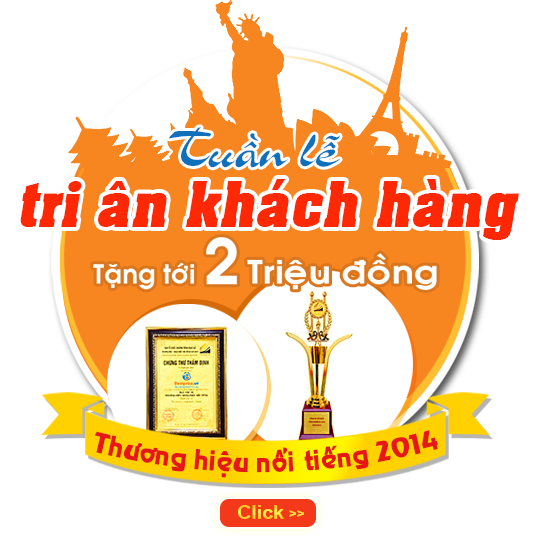 Tuần lễ
tri ân khách hàng
Tặng tới 2 Triệu đồng
CHỨNG THƯ THẨM ĐỊNH
Thương hiệu nổi tiếng 2014
Click >>